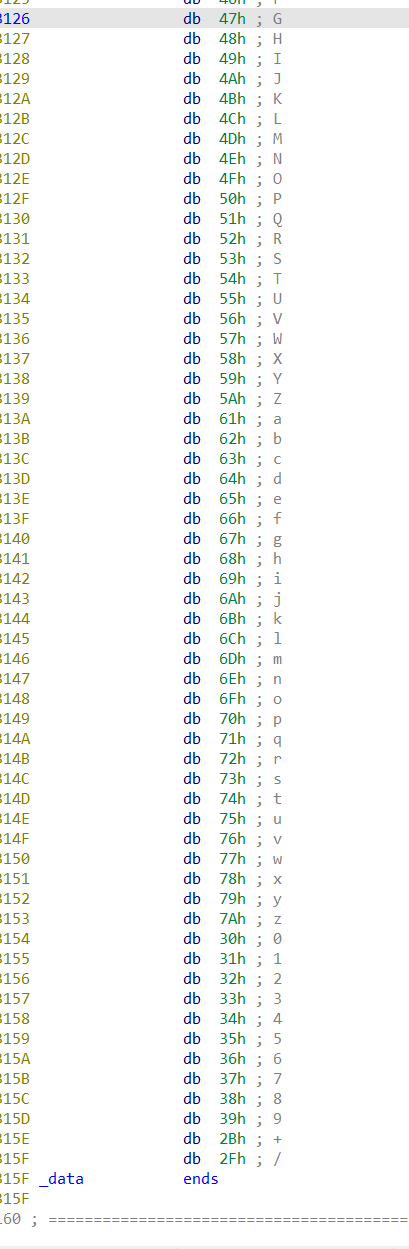 3126 db 47h ; G
3127 db 48h ; H
3128 db 49h ; I
3129 db 4Ah ; J
312A db 4Bh ; K
312B db 4Ch ; L
312C db 4Dh ; M
312D db 4Eh ; N
312E db 4Fh ; O
312F db 50h ; P
3130 db 51h ; Q
3131 db 52h ; R
3132 db 53h ; S
3133 db 54h ; T
3134 db 55h ; U
3135 db 56h ; V
3136 db 57h ; W
3137 db 58h ; X
3138 db 59h ; Y
3139 db 5Ah ; Z
313A db 61h ; a
313B db 62h ; b
313C db 63h ; c
313D db 64h ; d
313E db 65h ; e
313F db 66h ; f
3140 db 67h ; g
3141 db 68h ; h
3142 db 69h ; i
3143 db 6Ah ; j
3144 db 6Bh ; k
3145 db 6Ch ; l
3146 db 6Dh ; m
3147 db 6Eh ; n
3148 db 6Fh ; o
3149 db 70h ; p
314A db 71h ; q
314B db 72h ; r
314C db 73h ; s
314D db 74h ; t
314E db 75h ; u
314F db 76h ; v
3150 db 77h ; w
3151 db 78h ; x
3152 db 79h ; y
3153 db 7Ah ; z
3154 db 30h ; 0
3155 db 31h ; 1
3156 db 32h ; 2
3157 db 33h ; 3
3158 db 34h ; 4
3159 db 35h ; 5
315A db 36h ; 6
315B db 37h ; 7
315C db 38h ; 8
315D db 39h ; 9
315E db 2Bh ; +
315F db 2Fh ; /
315F _data ends
315F
160 ; ========================================